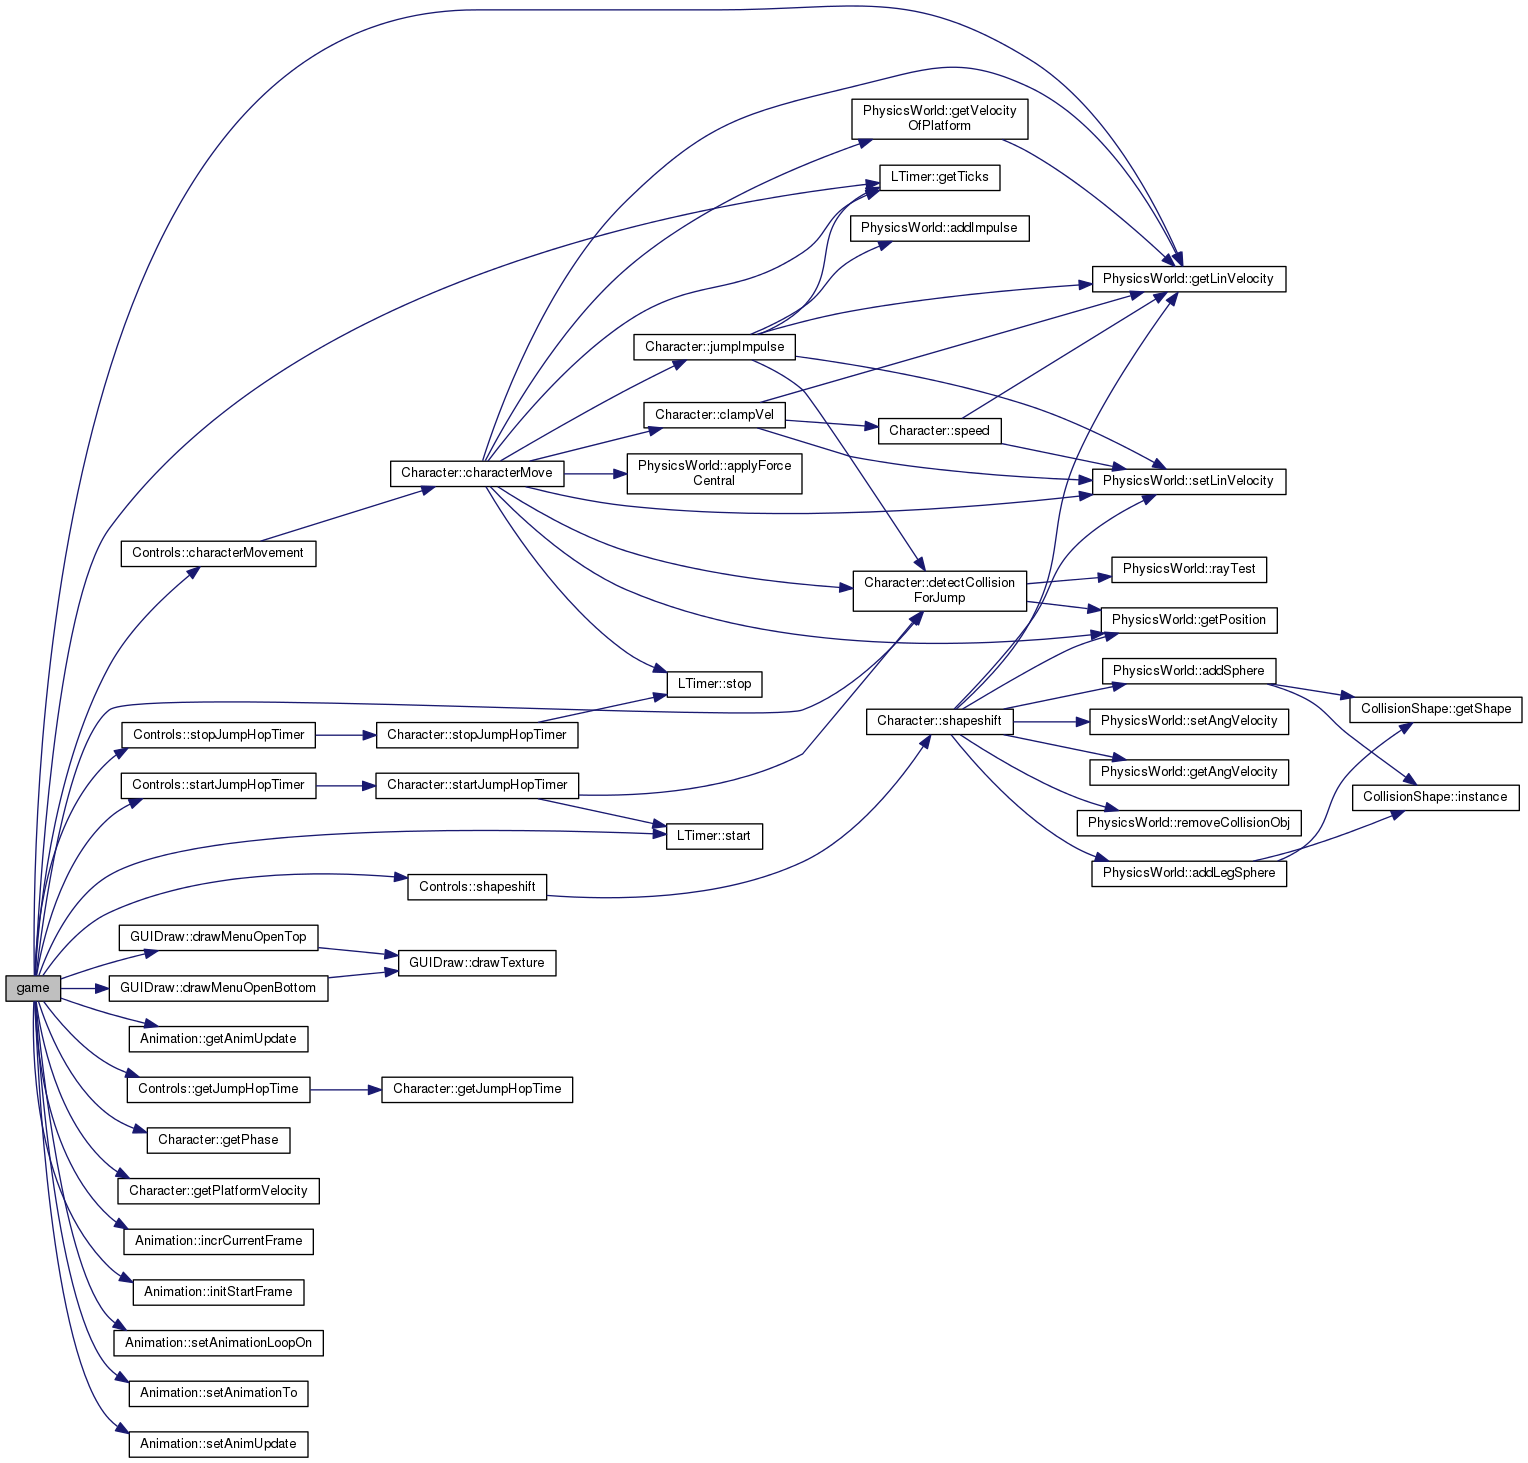 PhysicsWorld::getVelocity
OfPlatform
LTimer::getTicks
PhysicsWorld::addImpulse
PhysicsWorld::getLinVelocity
Character::jumpImpulse
Character::clampVel
Character::speed
Character::characterMove
PhysicsWorld::applyForce
Central
PhysicsWorld::setLinVelocity
Controls::characterMovement
Character::detectCollision
ForJump
PhysicsWorld::rayTest
PhysicsWorld::getPosition
LTimer::stop
PhysicsWorld::addSphere
CollisionShape::getShape
Controls::stopJumpHopTimer
Character::stopJumpHopTimer
Character::shapeshift
PhysicsWorld::setAngVelocity
PhysicsWorld::getAngVelocity
Controls::startJumpHopTimer
Character::startJumpHopTimer
CollisionShape::instance
LTimer::start
PhysicsWorld::removeCollisionObj
PhysicsWorld::addLegSphere
Controls::shapeshift
GUIDraw::drawMenuOpenTop
GUIDraw::drawTexture
game
GUIDraw::drawMenuOpenBottom
Animation::getAnimUpdate
Controls::getJumpHopTime
Character::getJumpHopTime
Character::getPhase
Character::getPlatformVelocity
Animation::incrCurrentFrame
Animation::initStartFrame
Animation::setAnimationLoopOn
Animation::setAnimationTo
Animation::setAnimUpdate